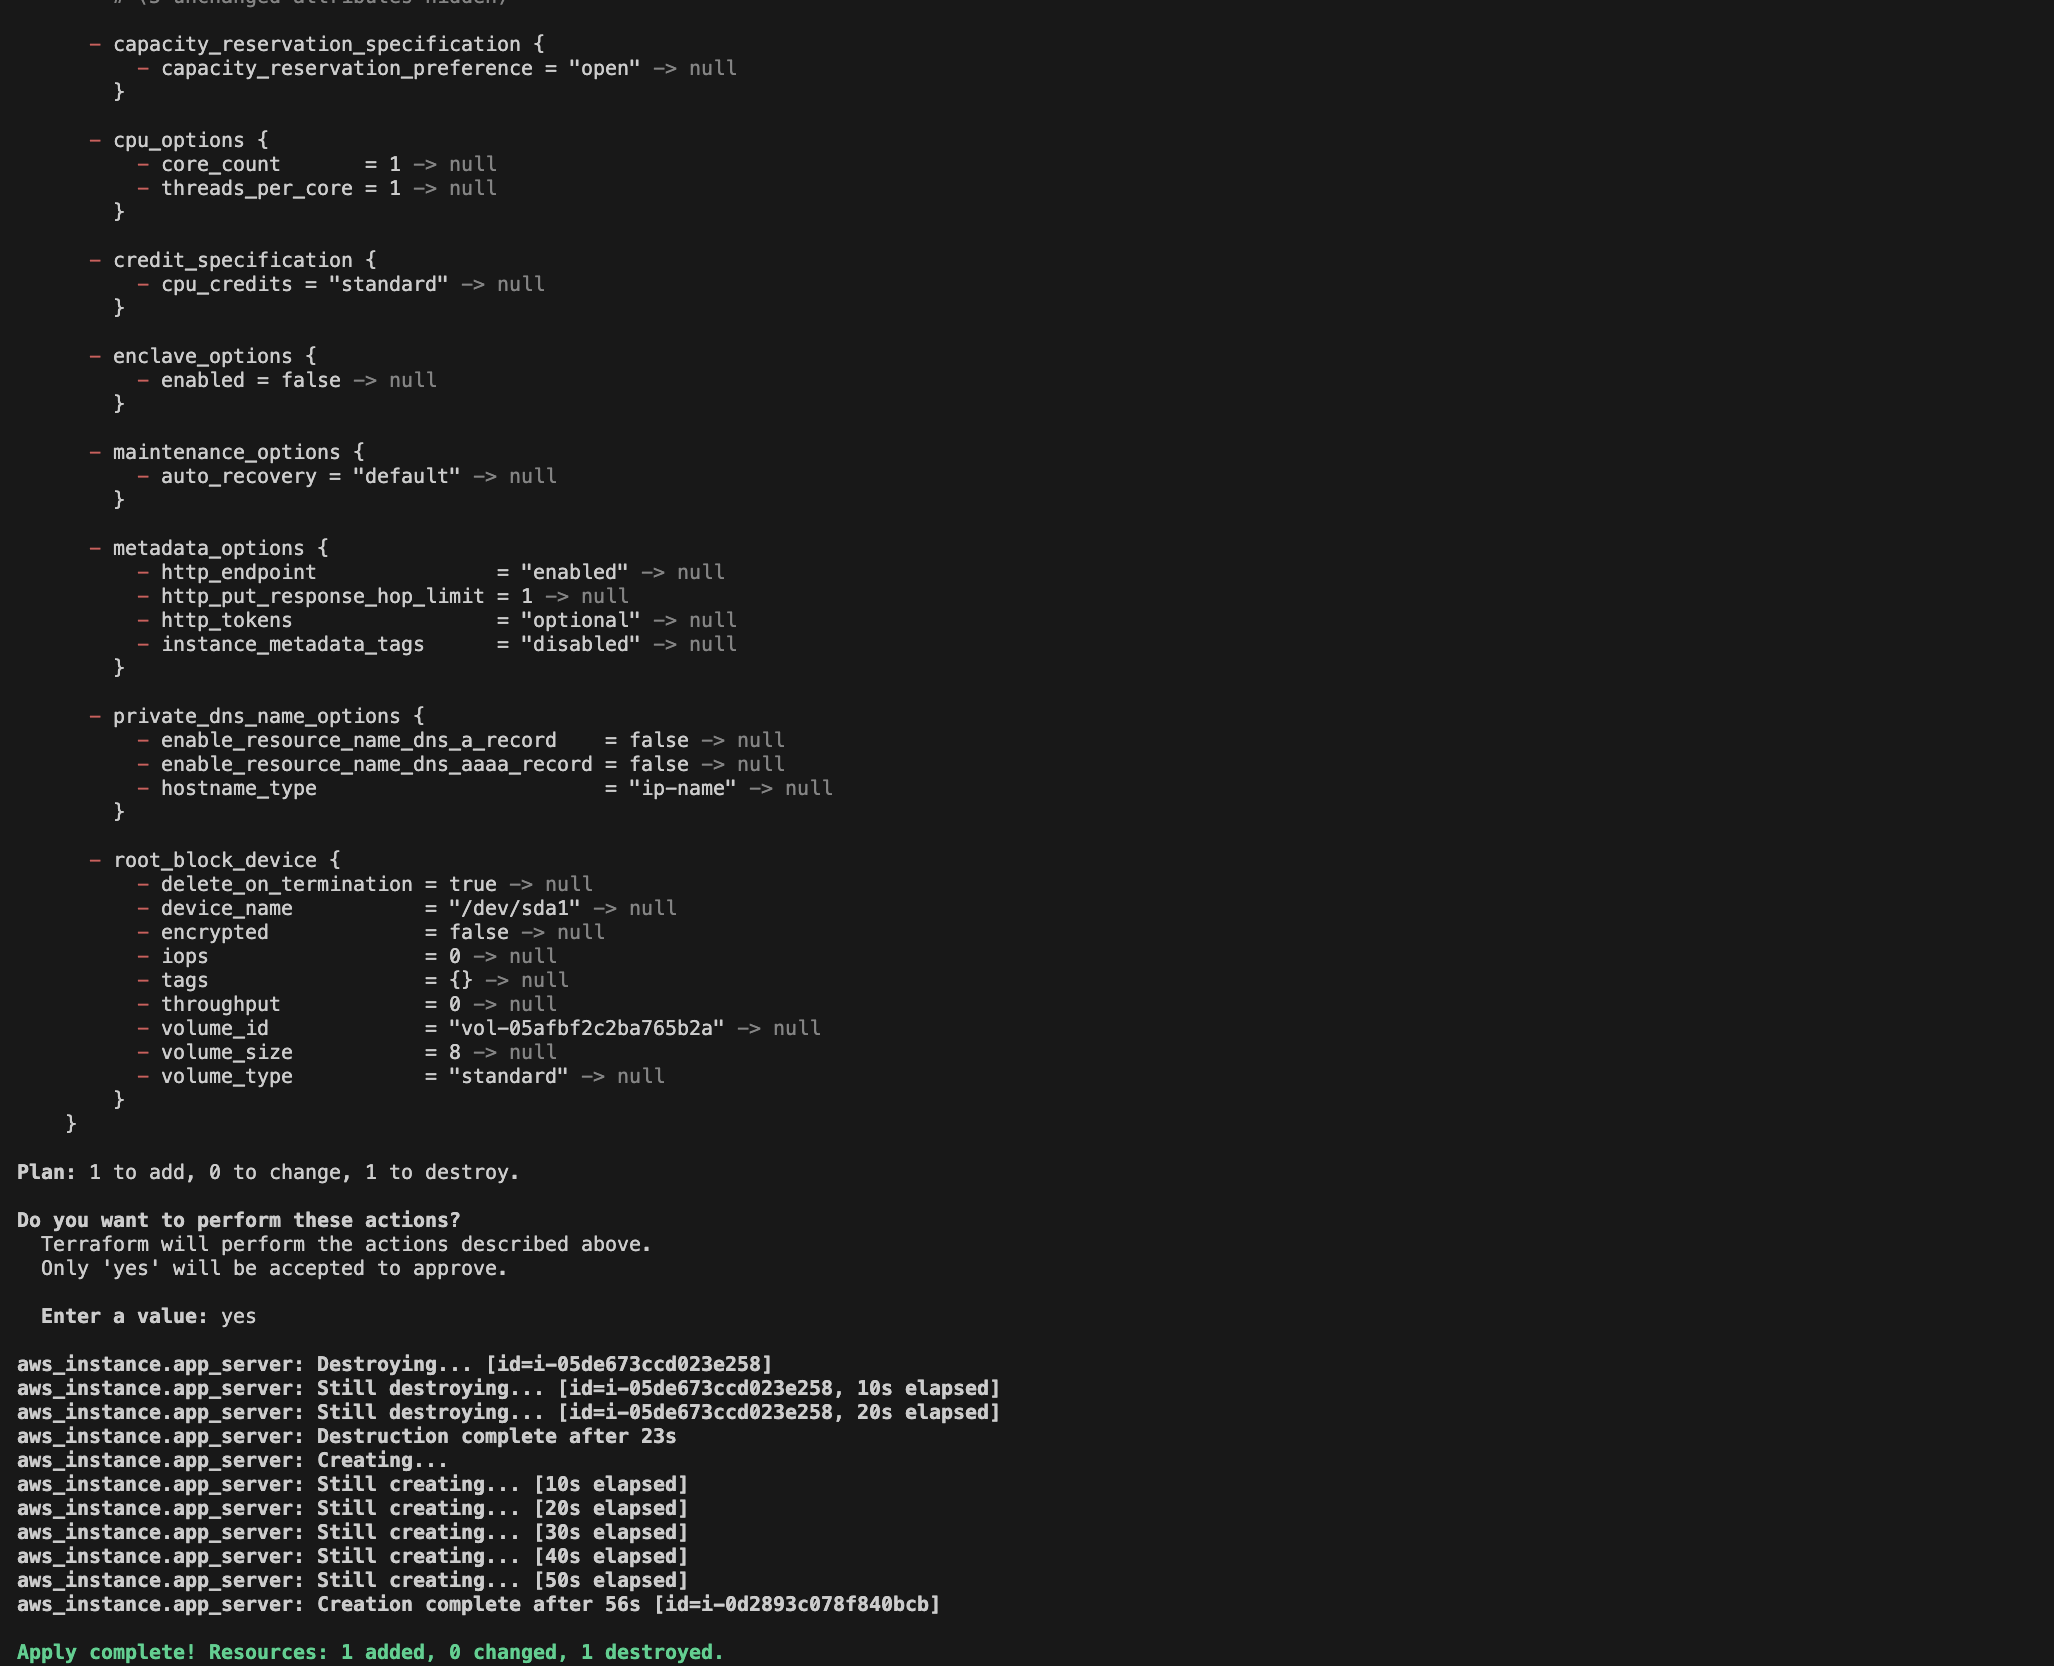 # (3 unchanged attributes hidden)
- capacity_reservation_specification {
- capacity_reservation_preference = "open" -> null
}
- cpu_options {
- core_count       = 1 -> null
- threads_per_core = 1 -> null
}
- credit_specification {
- cpu_credits = "standard" -> null
}
- enclave_options {
- enabled = false -> null
}
- maintenance_options {
- auto_recovery = "default" -> null
}
- metadata_options {
- http_endpoint               = "enabled" -> null
- http_put_response_hop_limit = 1 -> null
- http_tokens                 = "optional" -> null
- instance_metadata_tags      = "disabled" -> null
}
- private_dns_name_options {
- enable_resource_name_dns_a_record    = false -> null
- enable_resource_name_dns_aaaa_record = false -> null
- hostname_type                        = "ip-name" -> null
}
- root_block_device {
- delete_on_termination = true -> null
- device_name           = "/dev/sda1" -> null
- encrypted             = false -> null
- iops                  = 0 -> null
- tags                  = {} -> null
- throughput            = 0 -> null
- volume_id             = "vol-05afbf2c2ba765b2a" -> null
- volume_size           = 8 -> null
- volume_type           = "standard" -> null
}
}
Plan: 1 to add, 0 to change, 1 to destroy.
Do you want to perform these actions?
Terraform will perform the actions described above.
Only 'yes' will be accepted to approve.
Enter a value: yes
aws_instance.app_server: Destroying... [id=i-05de673ccd023e258]
aws_instance.app_server: Still destroying... [id=i-05de673ccd023e258, 10s elapsed]
aws_instance.app_server: Still destroying... [id=i-05de673ccd023e258, 20s elapsed]
aws_instance.app_server: Destruction complete after 23s
aws_instance.app_server: Creating...
aws_instance.app_server: Still creating... [10s elapsed]
aws_instance.app_server: Still creating... [20s elapsed]
aws_instance.app_server: Still creating... [30s elapsed]
aws_instance.app_server: Still creating... [40s elapsed]
aws_instance.app_server: Still creating... [50s elapsed]
aws_instance.app_server: Creation complete after 56s [id=i-0d2893c078f840bcb]
Apply complete! Resources: 1 added, 0 changed, 1 destroyed.